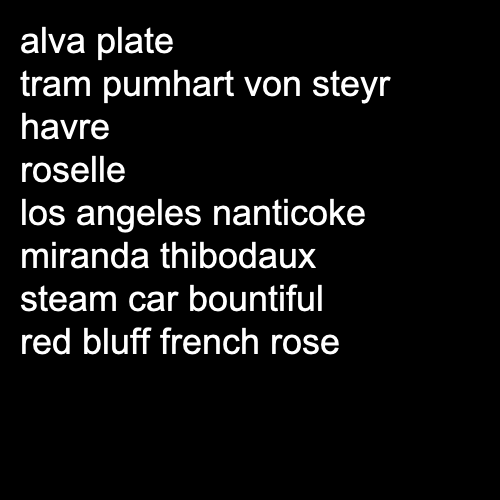 alva plate
tram pumhart von steyr
havre
roselle
los angeles nanticoke
miranda thibodaux
steam car bountiful
red bluff french rose